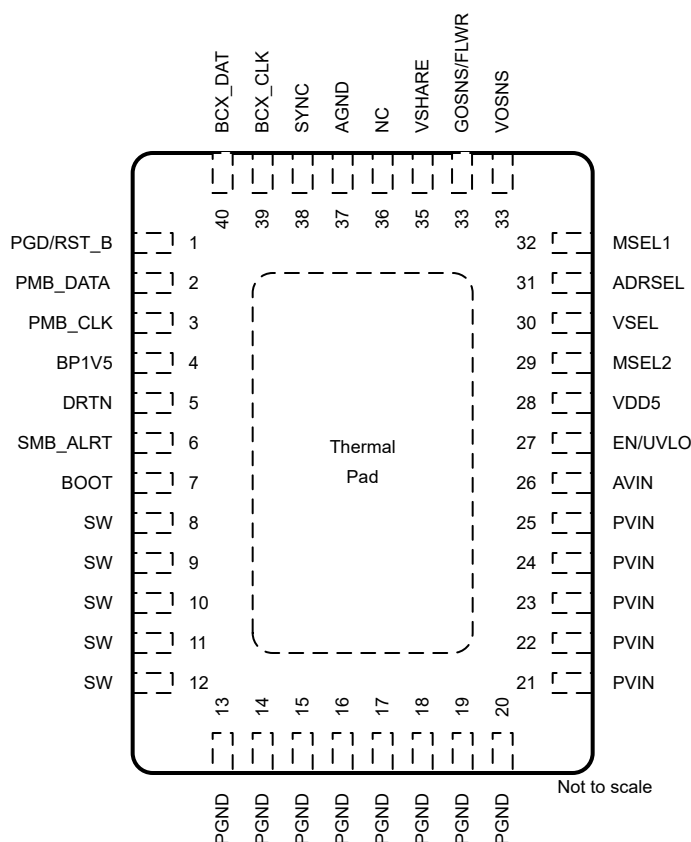 BCX_DAT
BCX_CLK
SYNC
AGND
NC
VSHARE
GOSNS/FLWR
VOSNS
40
39
38
37
36
35
33
33
PGD/RST_B 1
32 MSEL1
PMB_DATA 2
31 ADRSEL
PMB_CLK 3
30 VSEL
BP1V5 4
29 MSEL2
DRTN 5
28 VDD5
SMB_ALRT 6
27 EN/UVLO
BOOT 7
26 AVIN
SW 8
25 PVIN
SW 9
24 PVIN
SW 10
23 PVIN
SW 11
22 PVIN
SW 12
21 PVIN
Thermal
Pad
13
14
15
16
17
18
19
20
PGND
PGND
PGND
PGND
PGND
PGND
PGND
PGND
Not to scale